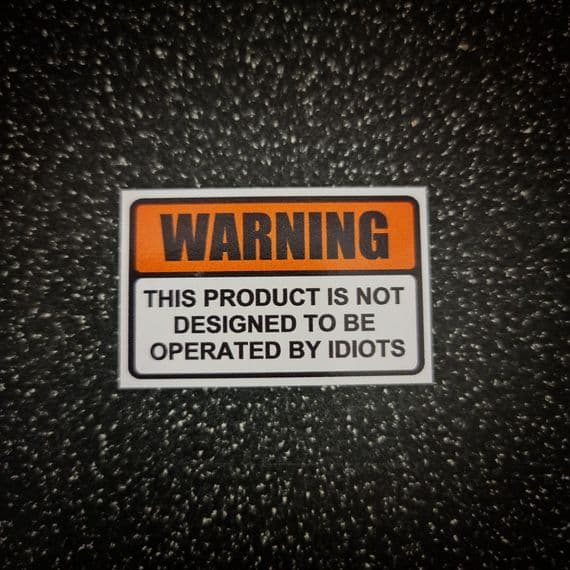 WARNING
THIS PRODUCT IS NOT
DESIGNED TO BE
OPERATED BY IDIOTS